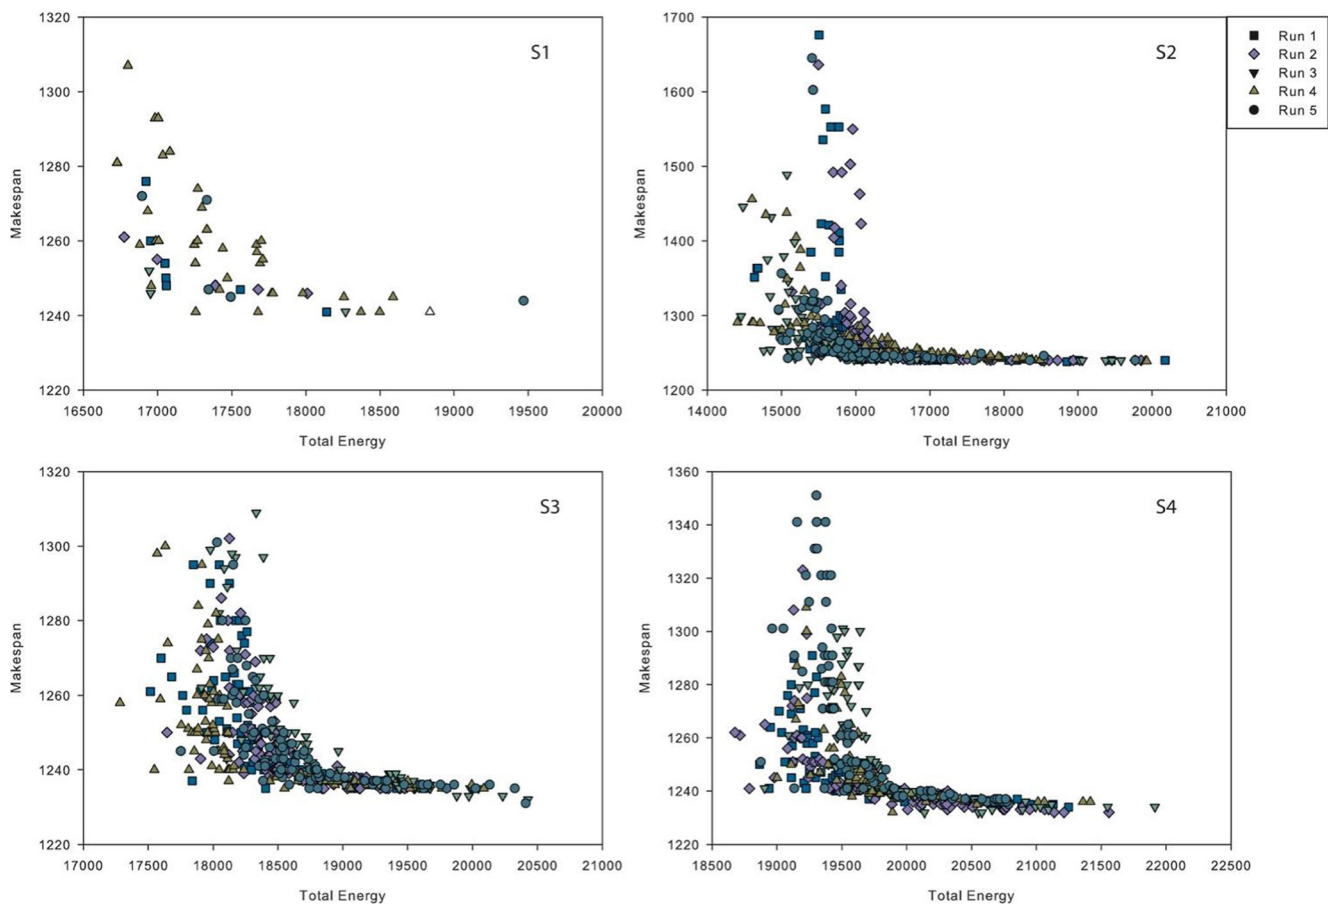 1320
1300
1280
1260
1240
1220
Makespan
S1
16500 17000 17500 18000 18500 19000 19500 20000
Total Energy
1700
1600
1500
1400
1300
1200
Makespan
S2
14000 15000 16000 17000 18000 19000 20000 21000
Total Energy
Run 1
Run 2
Run 3
Run 4
Run 5
1320
1300
1280
1260
1240
1220
Makespan
S3
17000 17500 18000 18500 19000 19500 20000 20500 21000
Total Energy
1360
1340
1320
1300
1280
1260
1240
1220
Makespan
S4
18500 19000 19500 20000 20500 21000 21500 22000 22500
Total Energy